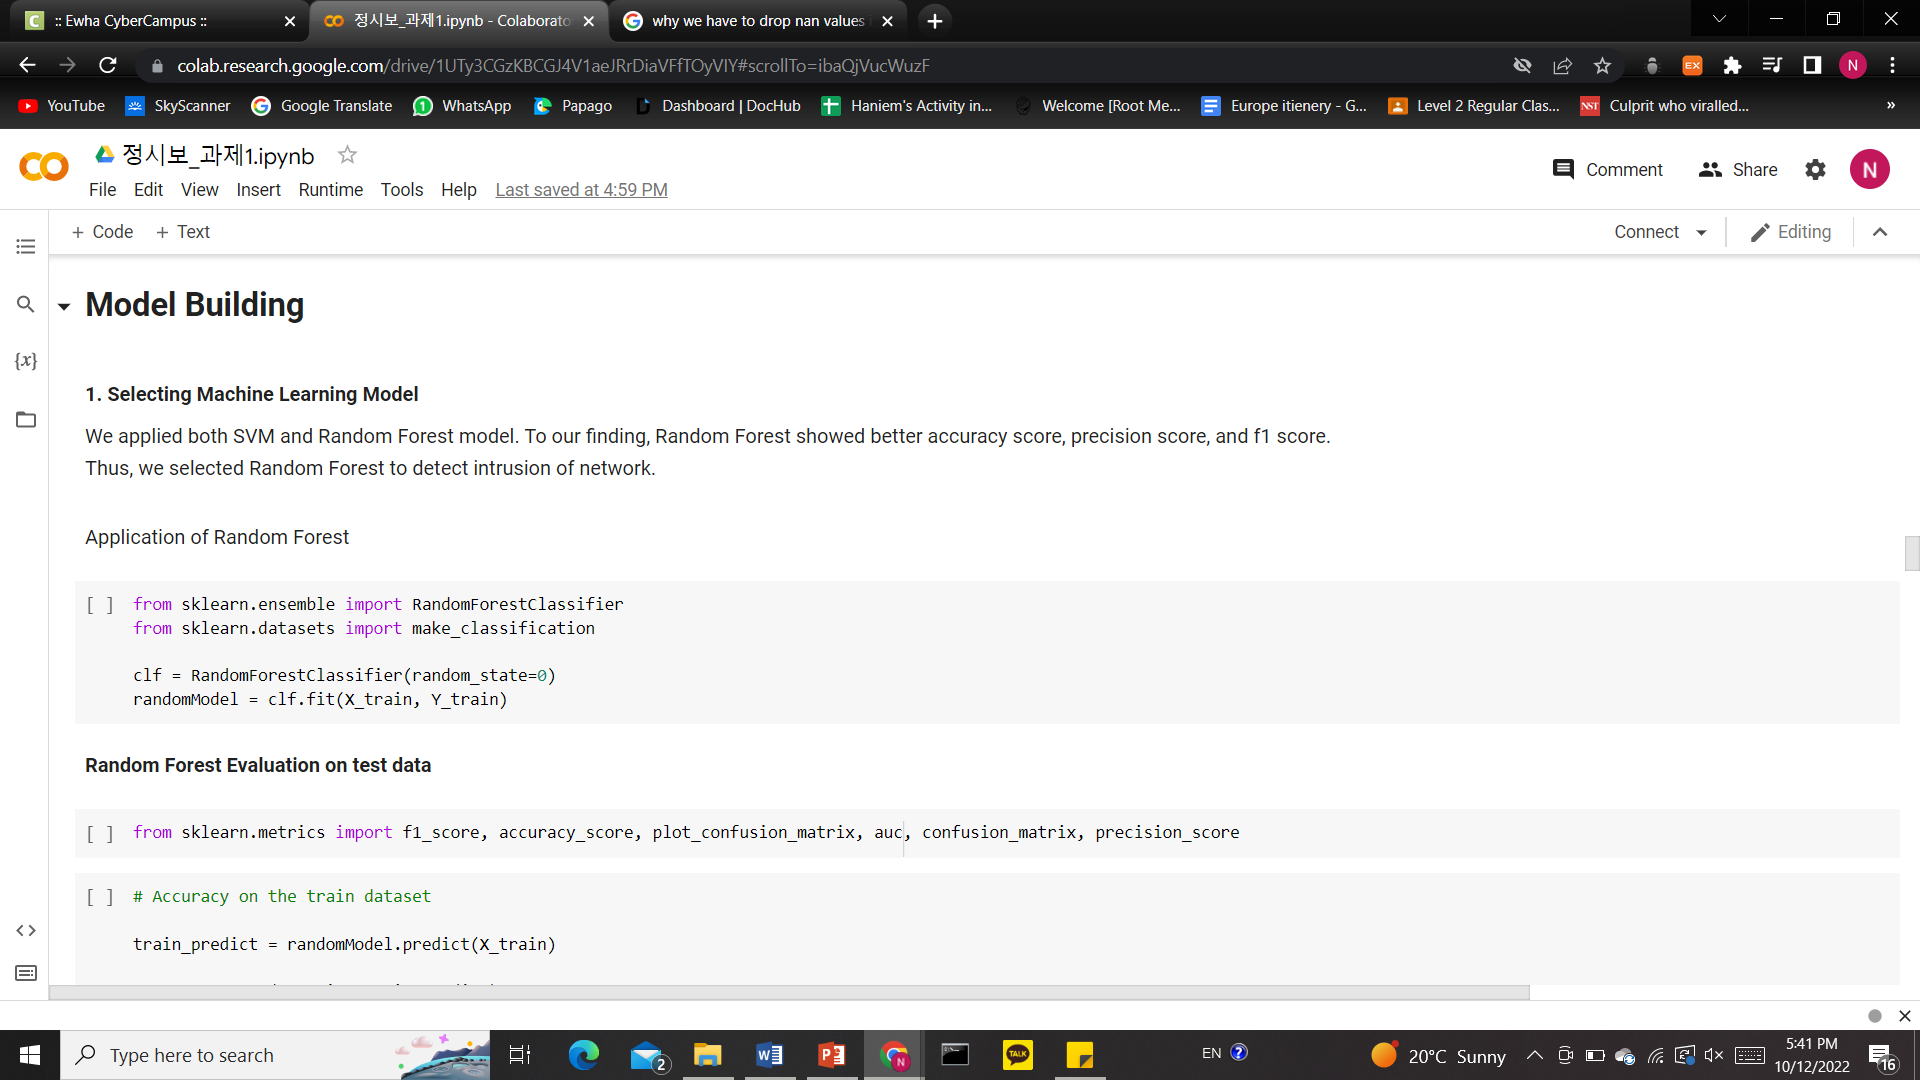 :: Ewha CyberCampus ::
정시보_과제1.ipynb - Colaborato
why we have to drop nan values
colab.research.google.com/drive/1UTy3CGzKBCGJ4V1aeJRrDiaVFfTOyVIY#scrollTo=ibaQjVucWuzF
YouTube
SkyScanner
Google Translate
WhatsApp
Papago
Dashboard | DocHub
Haniem's Activity in...
Welcome [Root Me...
Europe itienery - G...
Level 2 Regular Clas...
Culprit who viralled...
정시보_과제1.ipynb
File Edit View Insert Runtime Tools Help Last saved at 4:59 PM
Comment
Share
N
+ Code + Text
Connect
Editing
Model Building
1. Selecting Machine Learning Model
We applied both SVM and Random Forest model. To our finding, Random Forest showed better accuracy score, precision score, and f1 score.
Thus, we selected Random Forest to detect intrusion of network.
Application of Random Forest
[ ] from sklearn.ensemble import RandomForestClassifier
from sklearn.datasets import make_classification
clf = RandomForestClassifier(random_state=0)
randomModel = clf.fit(X_train, Y_train)
Random Forest Evaluation on test data
[ ] from sklearn.metrics import f1_score, accuracy_score, plot_confusion_matrix, auc, confusion_matrix, precision_score
[ ] # Accuracy on the train dataset
train_predict = randomModel.predict(X_train)
Type here to search
EN
20°C Sunny
5:41 PM
10/12/2022
16